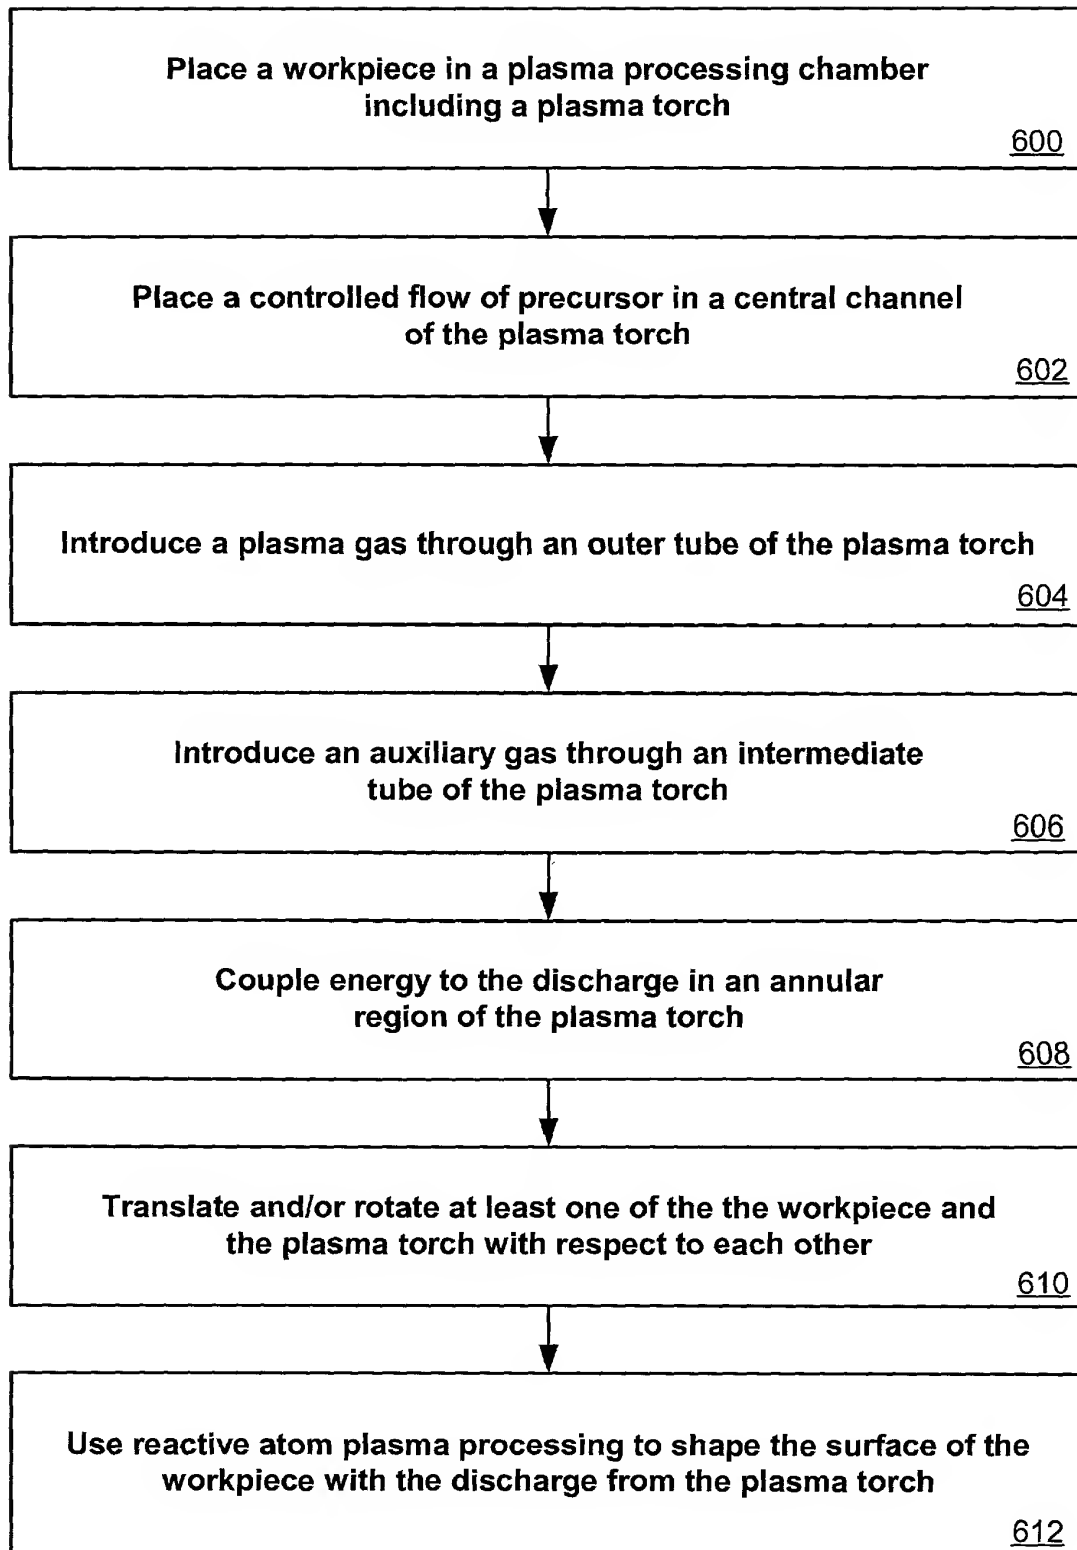 Place a workpiece in a plasma processing chamber
including a plasma torch
600
Place a controlled flow of precursor in a central channel
of the plasma torch
602
Introduce a plasma gas through an outer tube of the plasma torch
604
Introduce an auxiliary gas through an intermediate
tube of the plasma torch
606
Couple energy to the discharge in an annular
region of the plasma torch
608
Translate and/or rotate at least one of the the workpiece and
the plasma torch with respect to each other
610
Use reactive atom plasma processing to shape the surface of the
workpiece with the discharge from the plasma torch
612